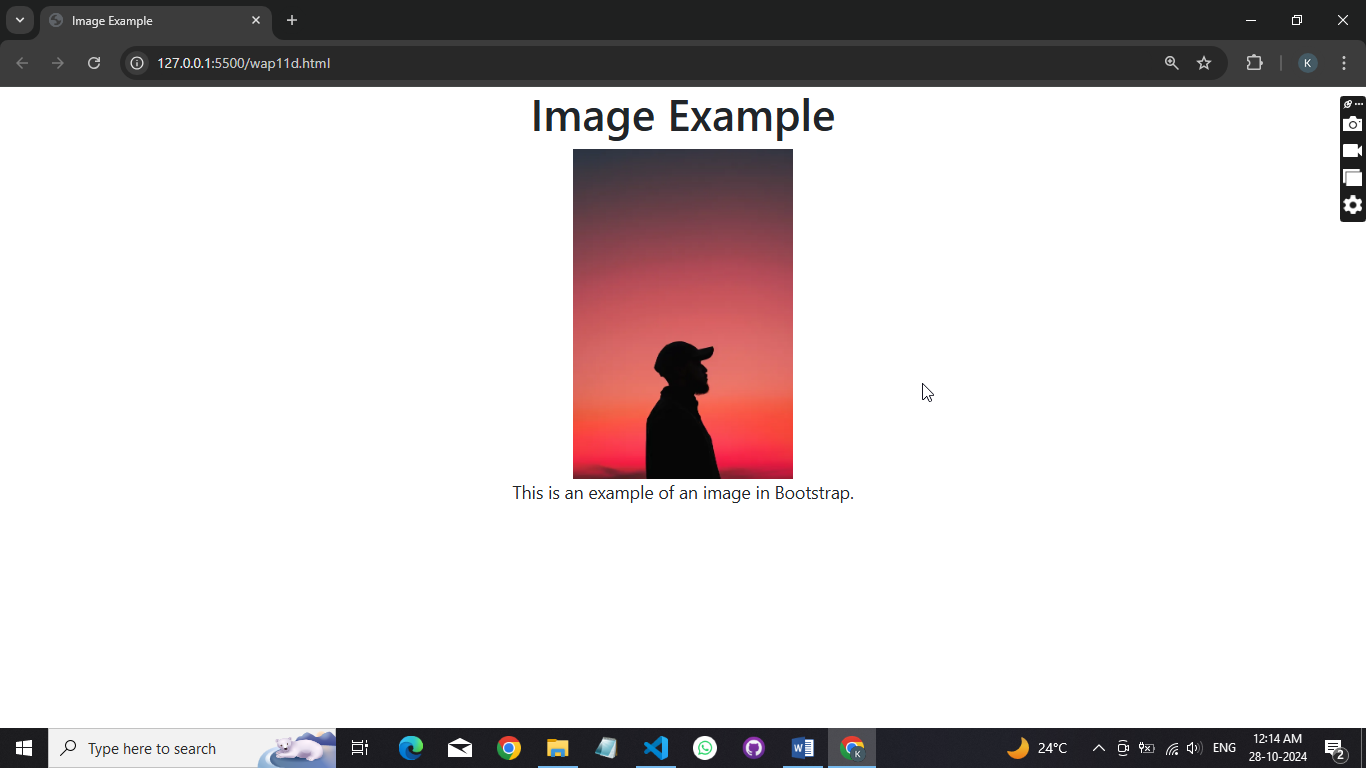 Image Example
127.0.0.1:5500/wap11d.html
K
Image Example
This is an example of an image in Bootstrap.
Type here to search
K
24°C
ENG
12:14 AM
28-10-2024
2